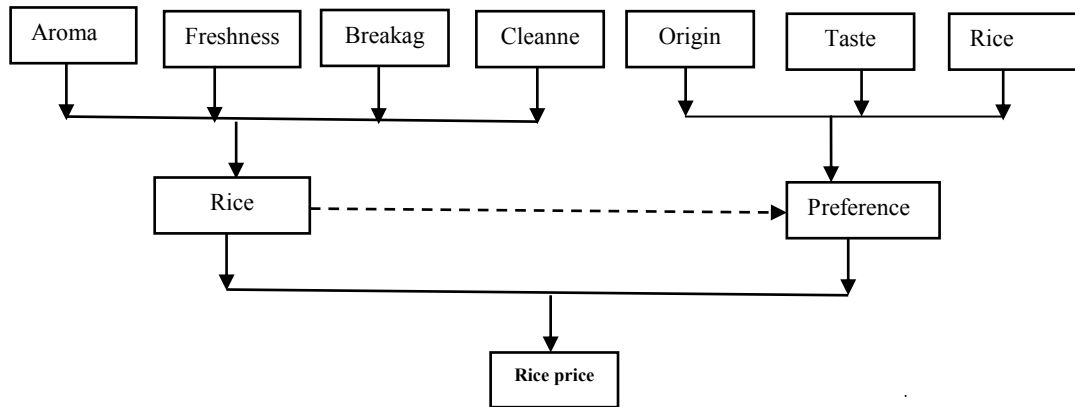 Aroma
Freshness
Breakag
Cleanne
Origin
Taste
Rice
Rice
Preference
Rice price
.